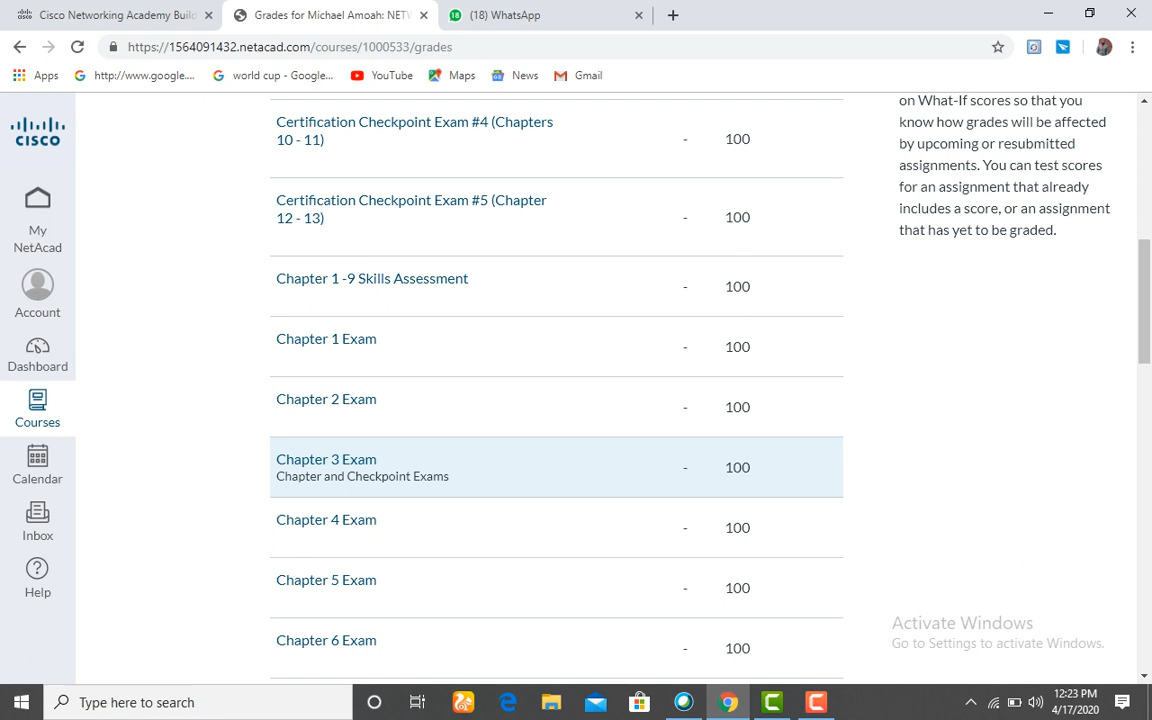 Cisco Networking Academy Build
Grades for Michael Amoah: NETW
18
(18) WhatsApp
https://1564091432.netacad.com/courses/1000533/grades
Apps
http://www.google....
world cup - Google...
YouTube
Maps
News
Gmail
CISCO
My
NetAcad
Account
Dashboard
Courses
Calendar
Inbox
Help
Certification Checkpoint Exam #4 (Chapters
10 - 11)
- 100
Certification Checkpoint Exam #5 (Chapter
12 - 13)
- 100
Chapter 1 -9 Skills Assessment
- 100
Chapter 1 Exam
- 100
Chapter 2 Exam
- 100
Chapter 3 Exam
Chapter and Checkpoint Exams
- 100
Chapter 4 Exam
- 100
Chapter 5 Exam
- 100
Chapter 6 Exam
- 100
on What-If scores so that you
know how grades will be affected
by upcoming or resubmitted
assignments. You can test scores
for an assignment that already
includes a score, or an assignment
that has yet to be graded.
Activate Windows
Go to Settings to activate Windows.
Type here to search
12:23 PM
4/17/2020